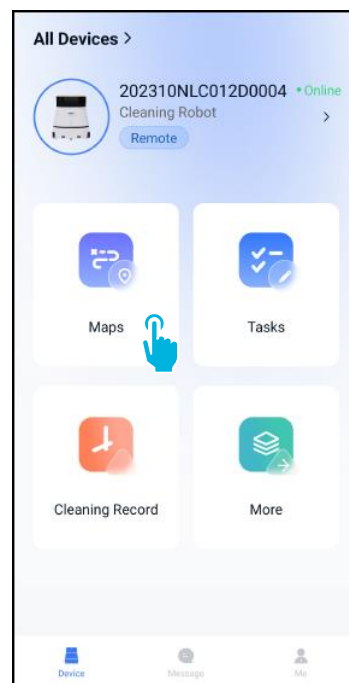 All Devices >
202310NLC012D0004 • Online
Cleaning Robot >
Remote
Maps Tasks
Cleaning Record More
Device Message Me